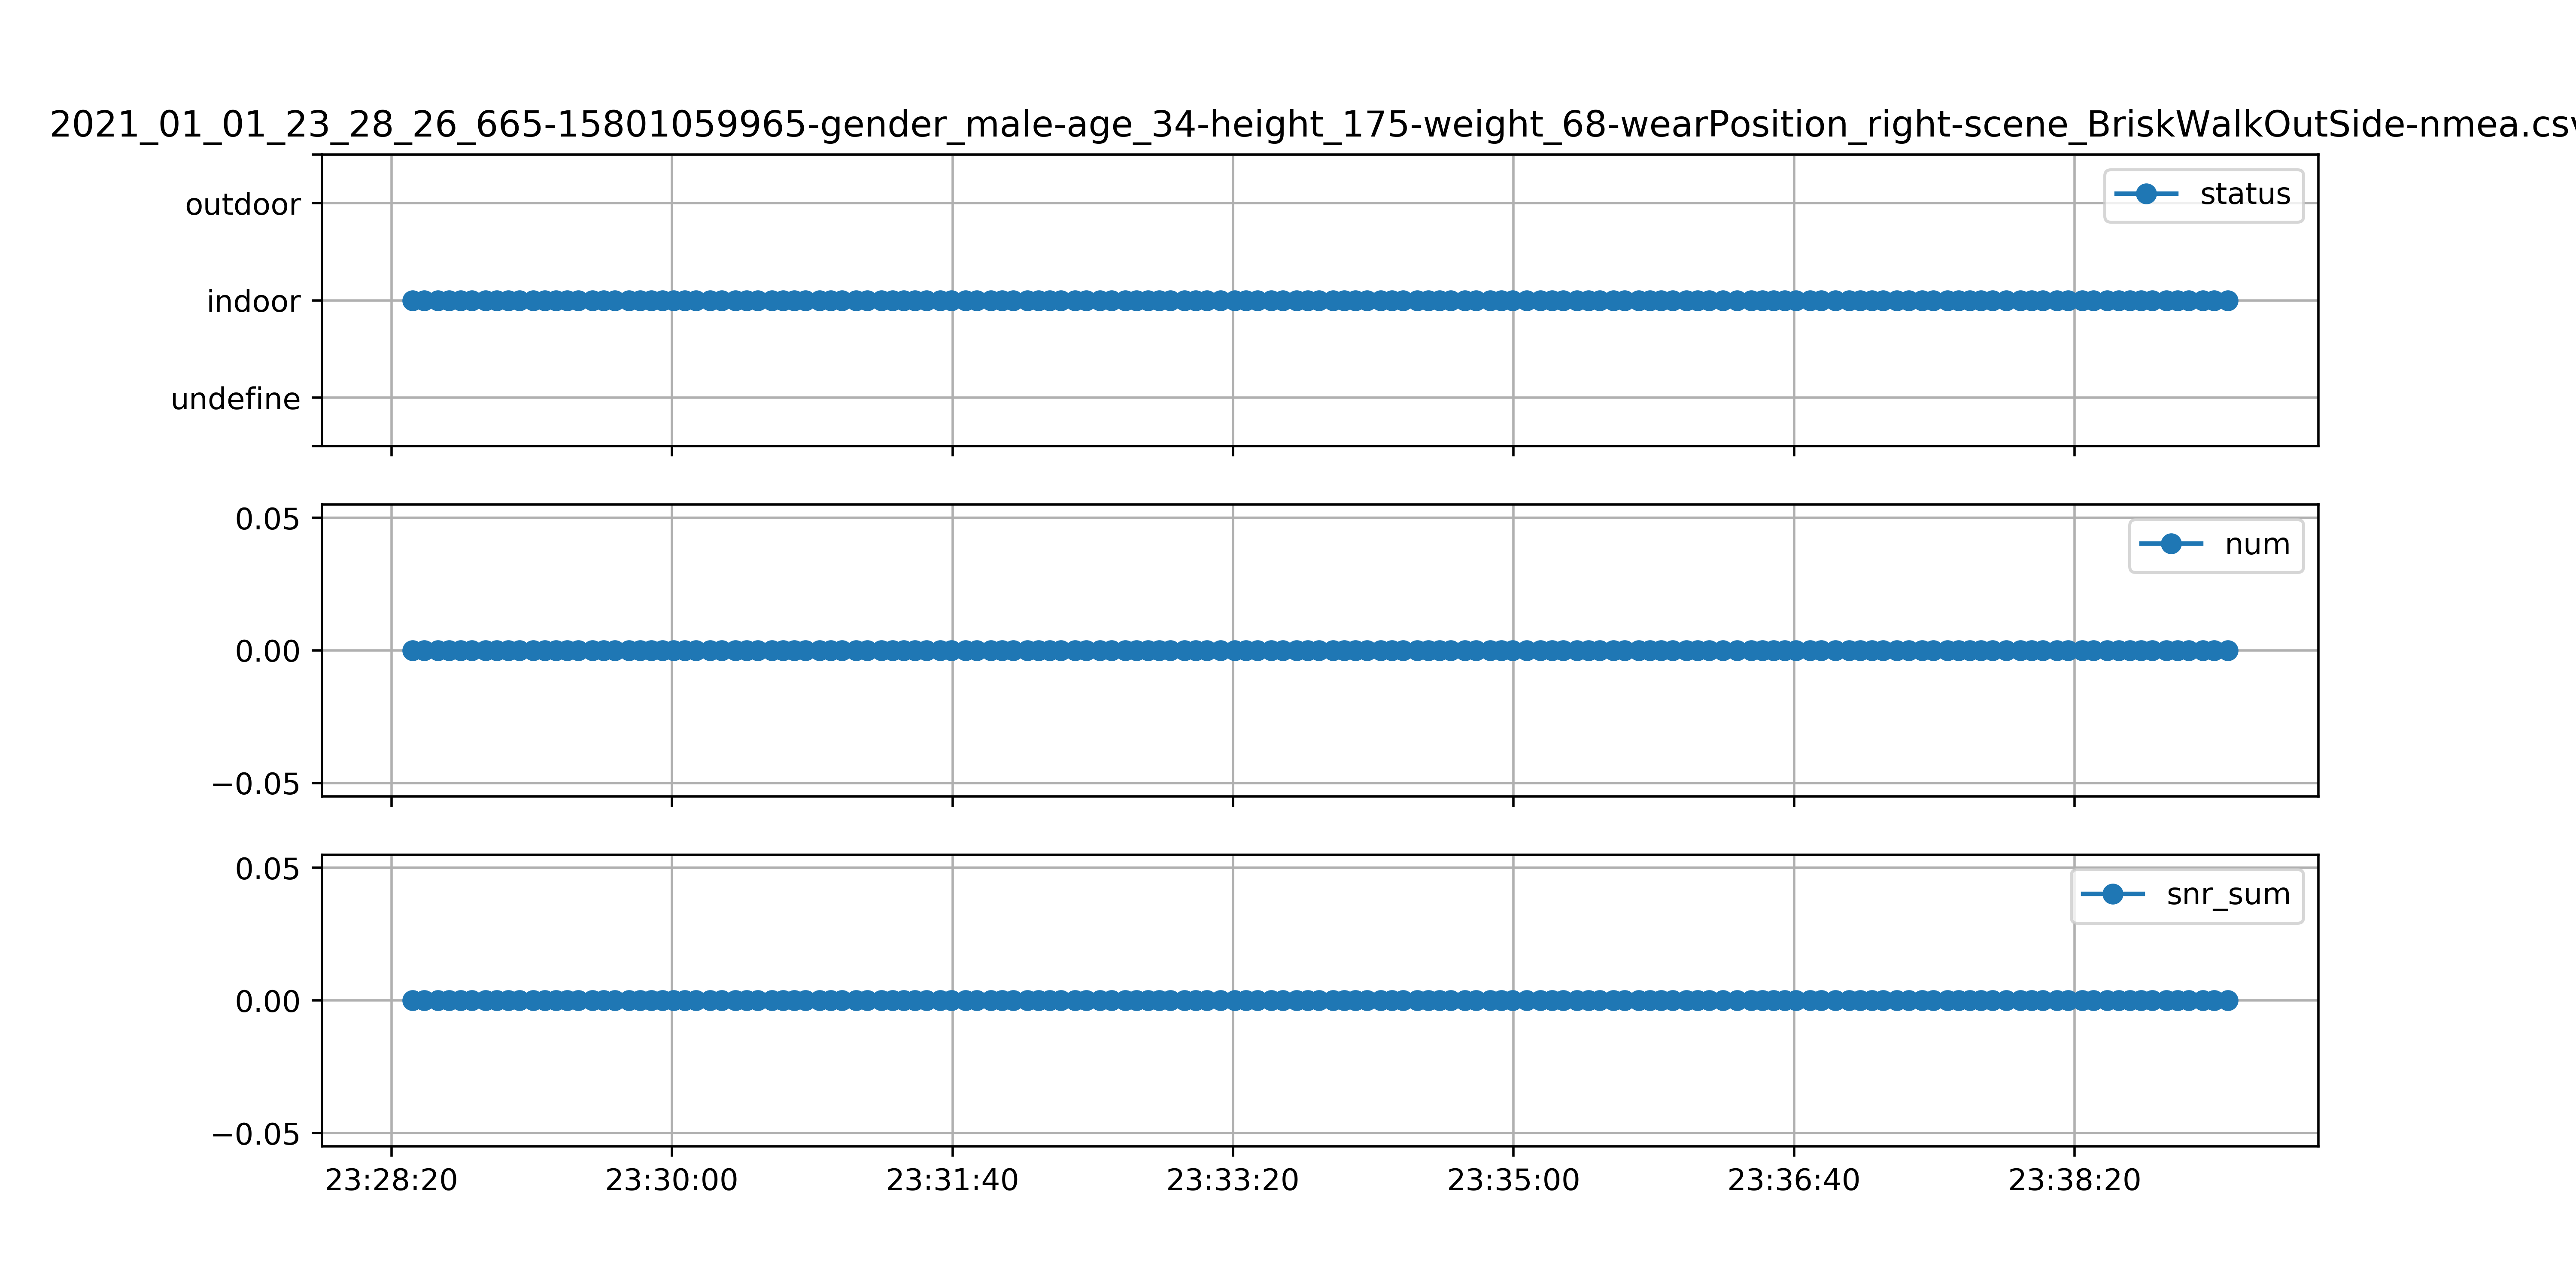 2021_01_01_23_28_26_665-15801059965-gender_male-age_34-height_175-weight_68-wearPosition_right-scene_BriskWalkOutSide-nmea.csv
outdoor
indoor
undefine
status
0.05
0.00
−0.05
num
0.05
0.00
−0.05
snr_sum
23:28:20 23:30:00 23:31:40 23:33:20 23:35:00 23:36:40 23:38:20